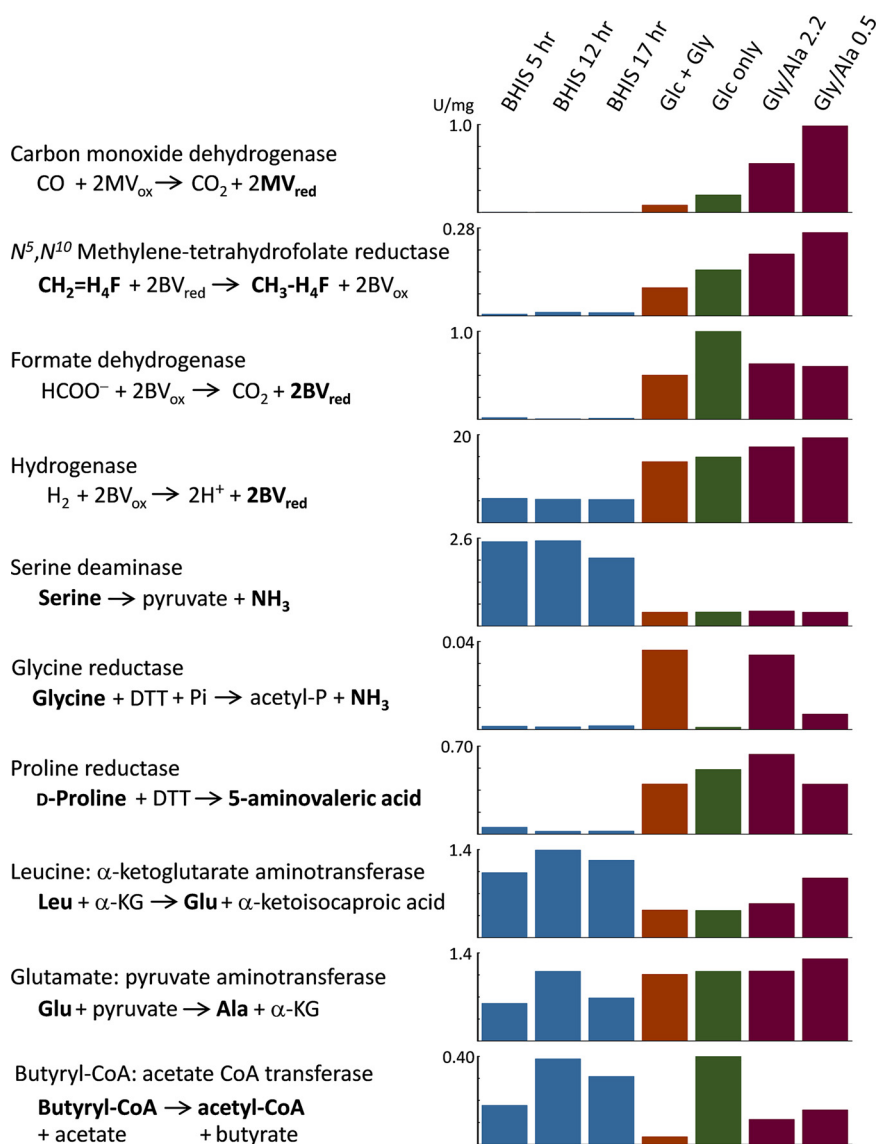 BHIS 5 hr
BHIS 12 hr
BHIS 17 hr
Glc + Gly
Glc only
Gly/Ala 2.2
Gly/Ala 0.5
U/mg
1.0
Carbon monoxide dehydrogenase
CO + 2MVox → CO2 + 2MVred
0.28
N5,N10 Methylene-tetrahydrofolate reductase
CH2=H4F + 2BVred → CH3-H4F + 2BVox
1.0
Formate dehydrogenase
HCOO– + 2BVox → CO2 + 2BVred
20
Hydrogenase
H2 + 2BVox → 2H+ + 2BVred
2.6
Serine deaminase
Serine → pyruvate + NH3
0.04
Glycine reductase
Glycine + DTT + Pi → acetyl-P + NH3
0.70
Proline reductase
D-Proline + DTT → 5-aminovaleric acid
1.4
Leucine: α-ketoglutarate aminotransferase
Leu + α-KG → Glu + α-ketoisocaproic acid
1.4
Glutamate: pyruvate aminotransferase
Glu + pyruvate → Ala + α-KG
0.40
Butyryl-CoA: acetate CoA transferase
Butyryl-CoA → acetyl-CoA
+ acetate + butyrate